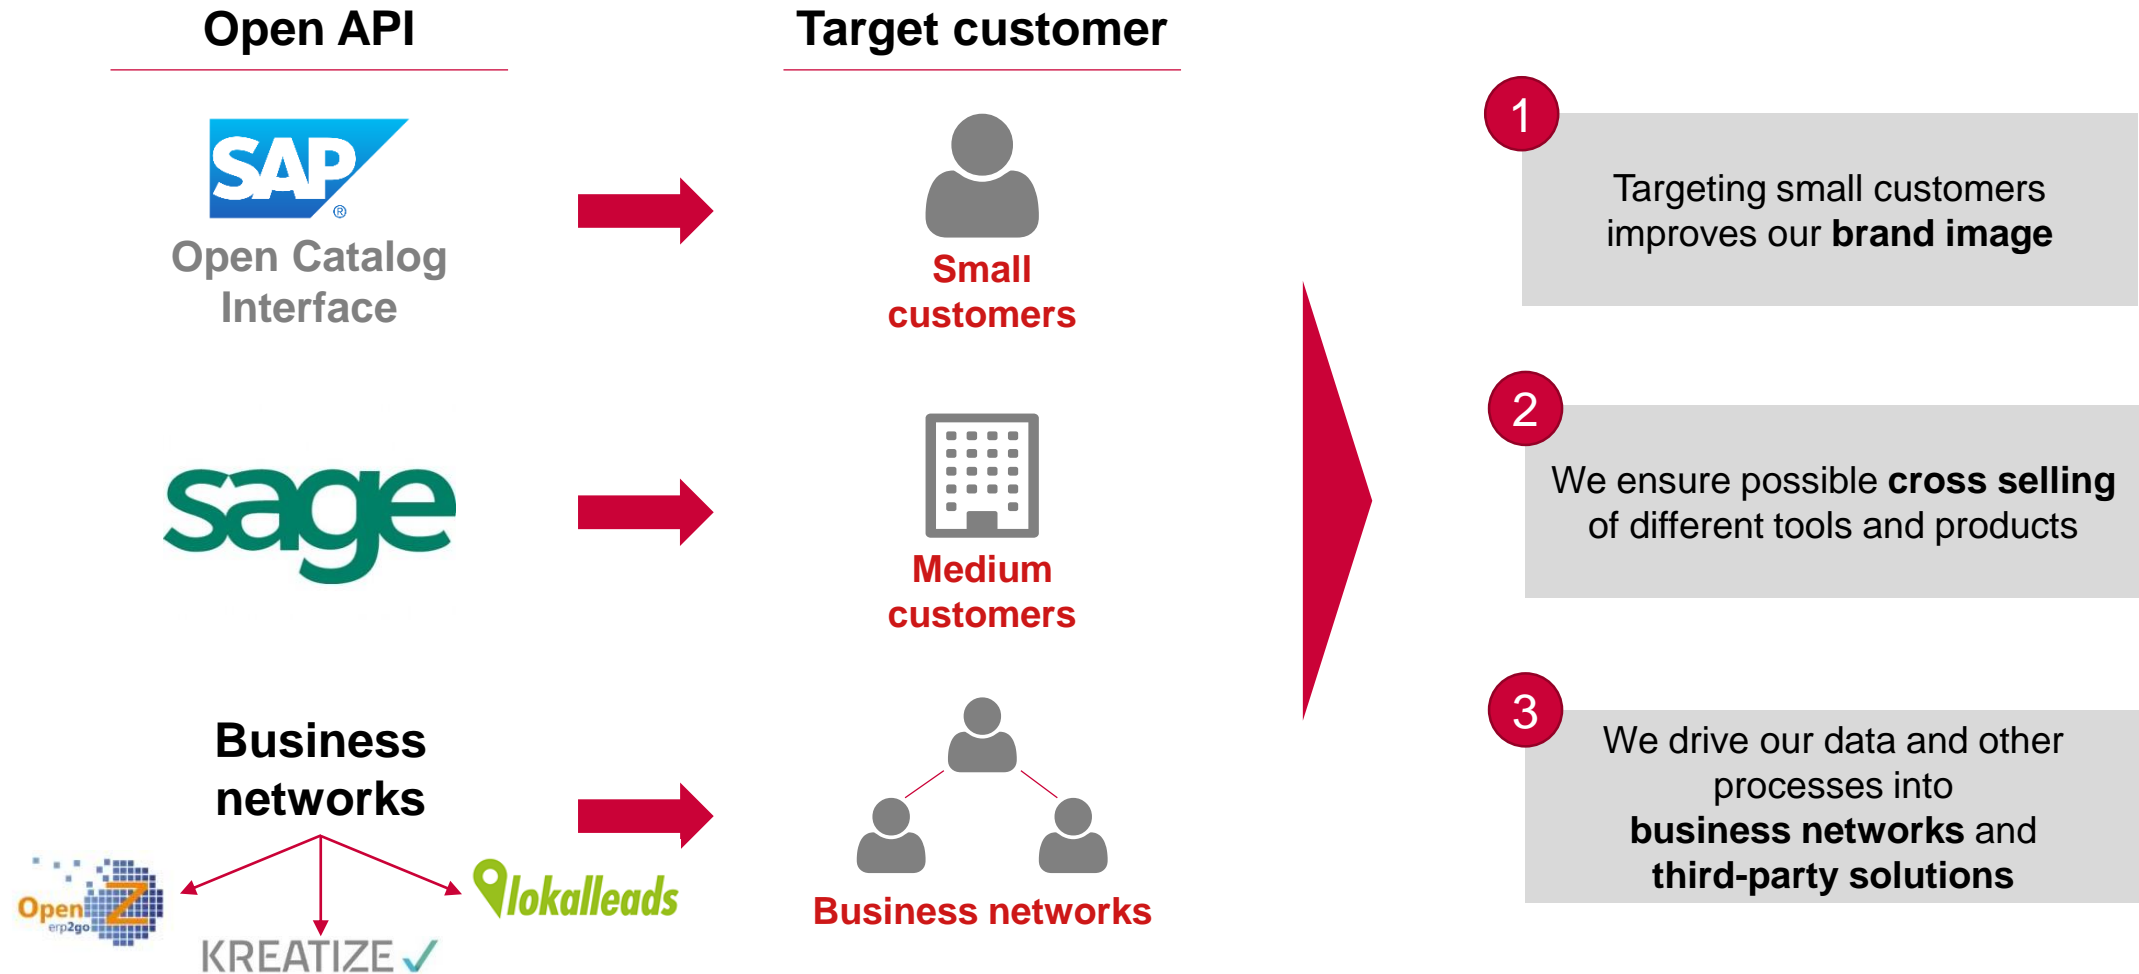 Open API
SAP
®
Open Catalog
Interface
sage
Business
networks
Open Z
erp2go
KREATIZE
lokalleads
Target customer
Small
customers
Medium
customers
Business networks
1
Targeting small customers
improves our brand image
2
We ensure possible cross selling
of different tools and products
3
We drive our data and other
processes into
business networks and
third-party solutions